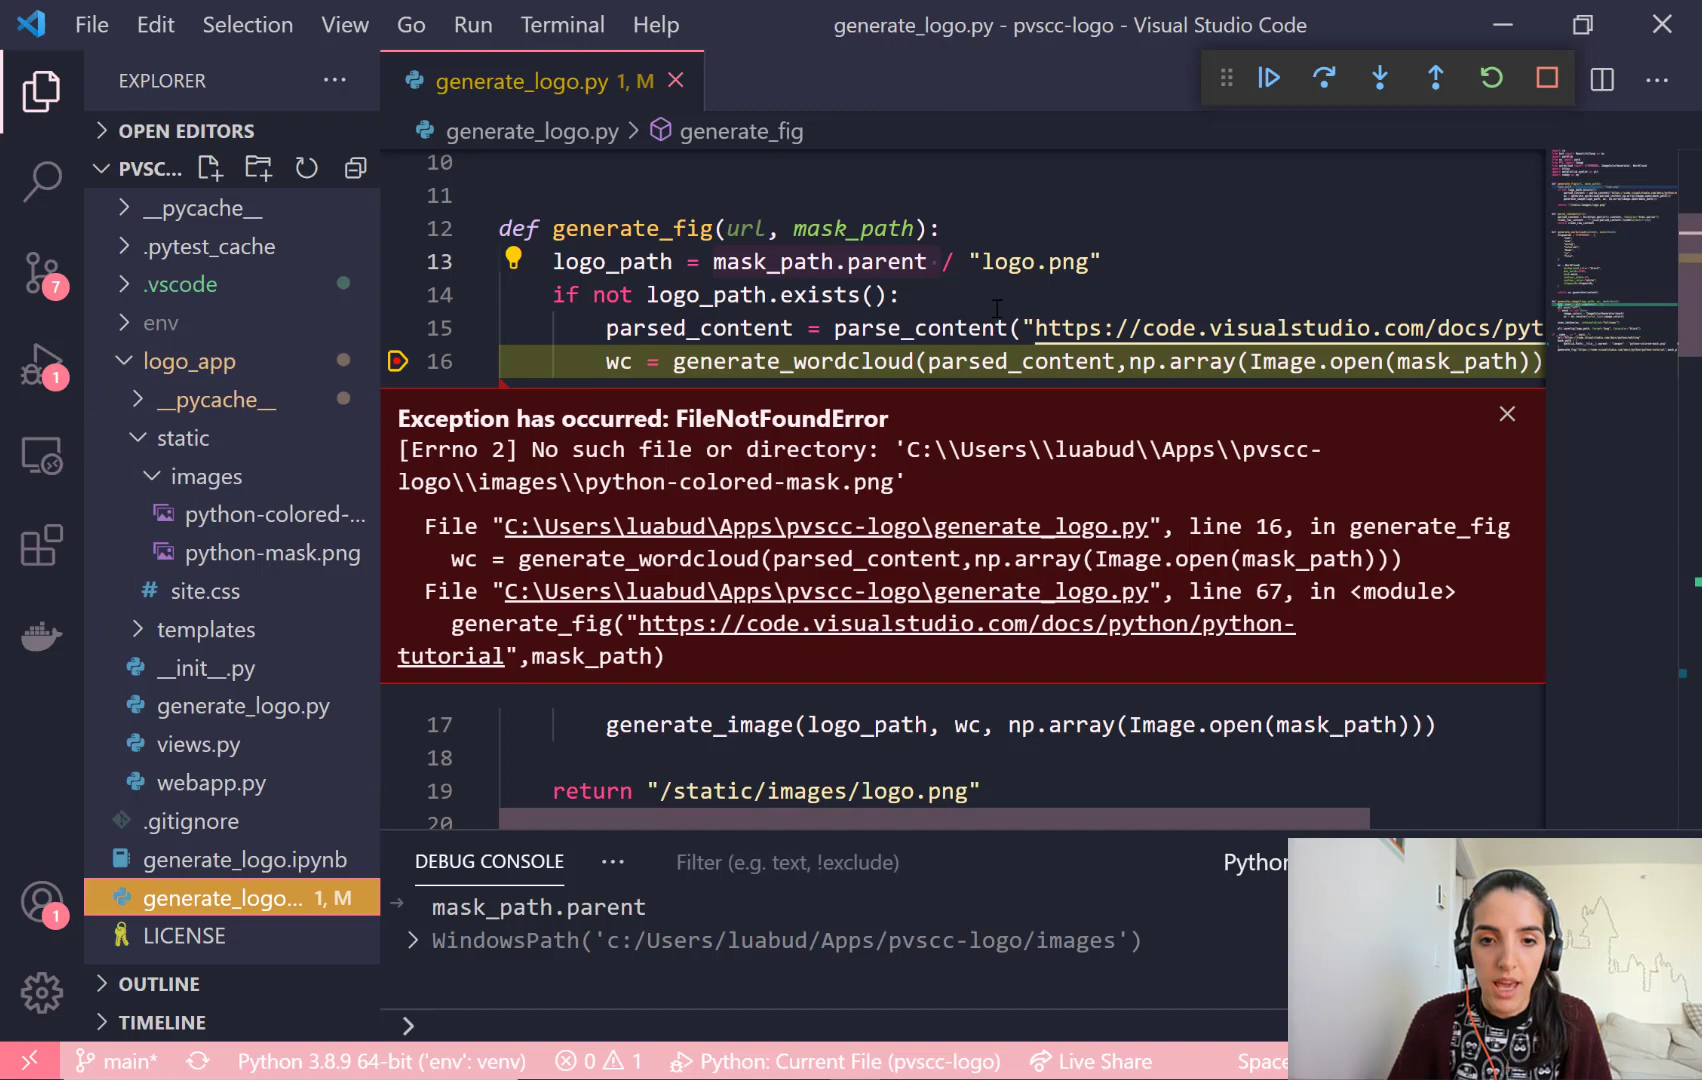 File Edit Selection View Go Run Terminal Help
generate_logo.py - pvscc-logo - Visual Studio Code
EXPLORER
OPEN EDITORS
PVSC...
__pycache__
.pytest_cache
.vscode
env
logo_app
__pycache__
static
images
python-colored-...
python-mask.png
site.css
templates
__init__.py
generate_logo.py
views.py
webapp.py
.gitignore
generate_logo.ipynb
generate_logo... 1, M
LICENSE
OUTLINE
TIMELINE
7
1
1
generate_logo.py 1, M
generate_logo.py > generate_fig
10
11
12 def generate_fig(url, mask_path):
13 logo_path = mask_path.parent / "logo.png"
14 if not logo_path.exists():
15 parsed_content = parse_content("https://code.visualstudio.com/docs/pyt
16 wc = generate_wordcloud(parsed_content,np.array(Image.open(mask_path))
Exception has occurred: FileNotFoundError
[Errno 2] No such file or directory: 'C:\\Users\\luabud\\Apps\\pvscc-
logo\\images\\python-colored-mask.png'
File "C:\Users\luabud\Apps\pvscc-logo\generate_logo.py", line 16, in generate_fig
wc = generate_wordcloud(parsed_content,np.array(Image.open(mask_path)))
File "C:\Users\luabud\Apps\pvscc-logo\generate_logo.py", line 67, in <module>
generate_fig("https://code.visualstudio.com/docs/python/python-
tutorial",mask_path)
17 generate_image(logo_path, wc, np.array(Image.open(mask_path)))
18
19 return "/static/images/logo.png"
20
DEBUG CONSOLE ... Filter (e.g. text, !exclude) Python
mask_path.parent
WindowsPath('c:/Users/luabud/Apps/pvscc-logo/images')
main* Python 3.8.9 64-bit ('env': venv) 0 1 Python: Current File (pvscc-logo) Live Share Space